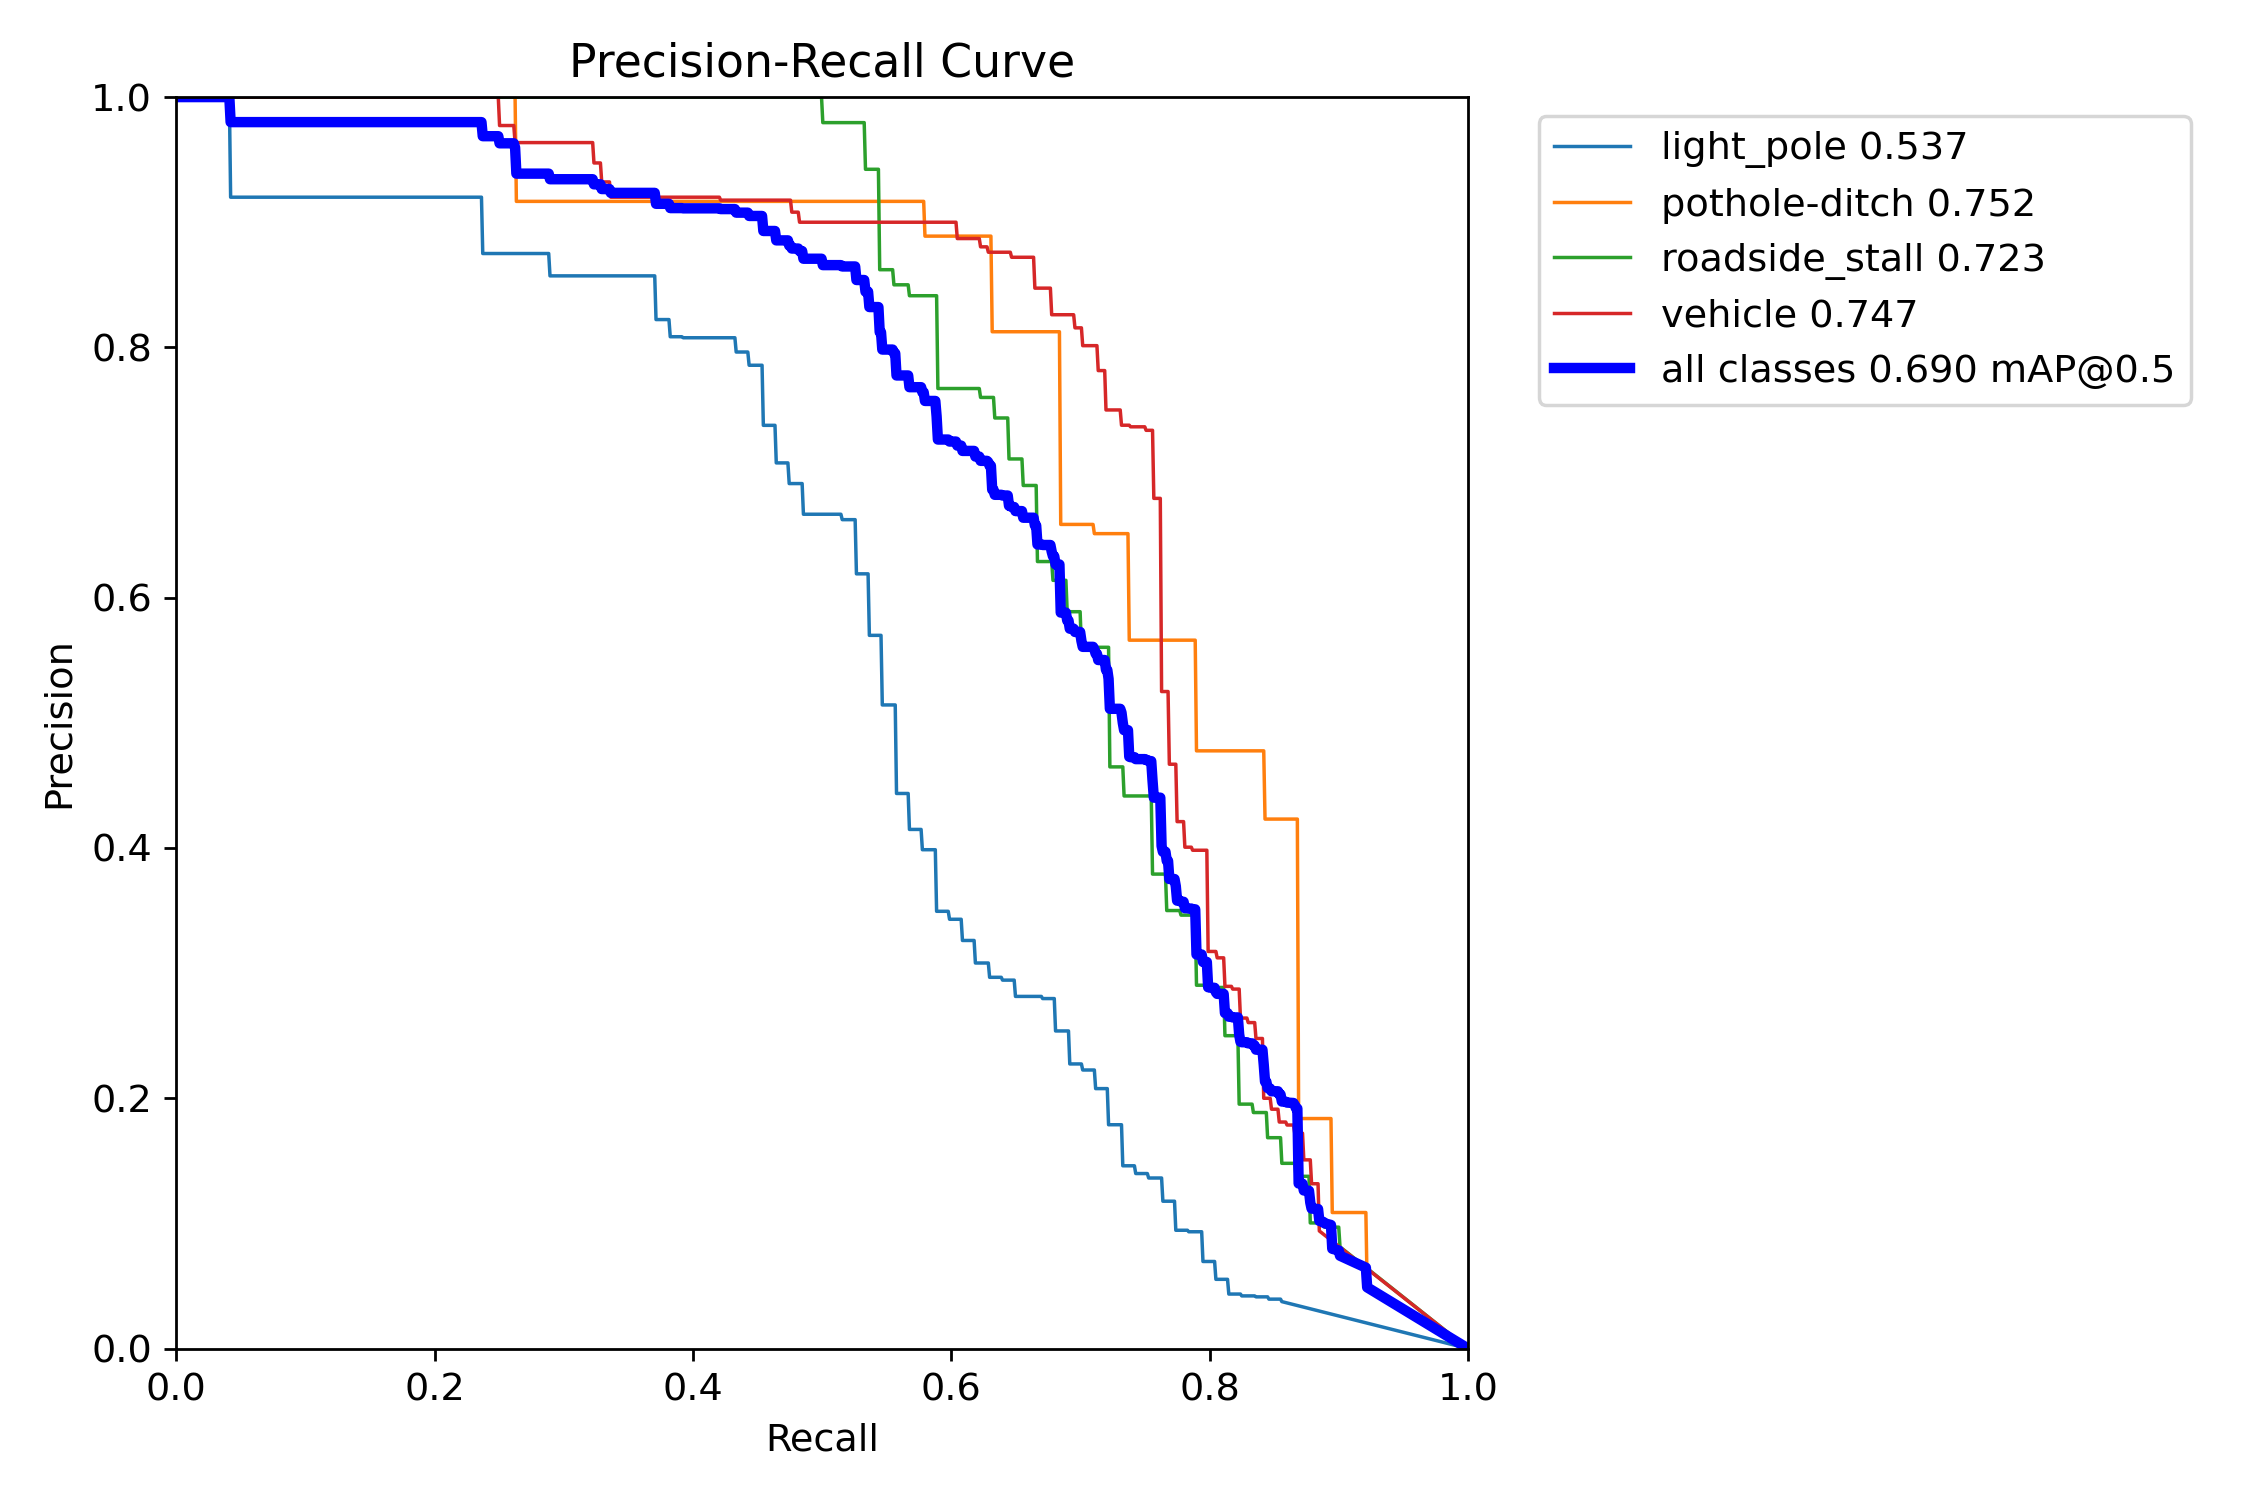 Precision-Recall Curve
1.0
0.8
0.6
0.4
0.2
0.0
Precision
0.0 0.2 0.4 0.6 0.8 1.0
Recall
light_pole 0.537
pothole-ditch 0.752
roadside_stall 0.723
vehicle 0.747
all classes 0.690 mAP@0.5